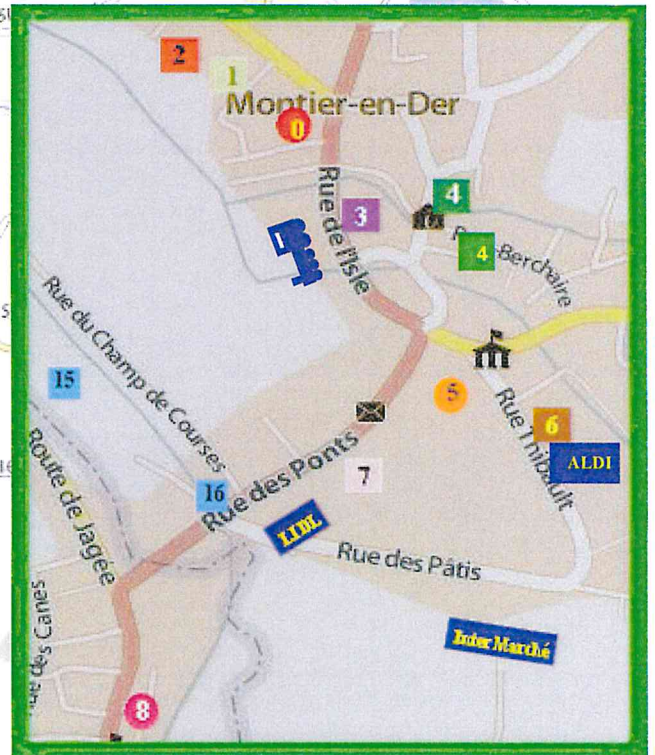 2
1
Montier-en-Der
0
Rue de l'Isle
3
4
4
-Berchaire
Rue du Champ de Courses
15
5
Rue Thibault
6
ALDI
Route de Jagée
16
Rue des Ponts
7
LIDL
Rue des Pâtis
des Canes
Inter Marché
8